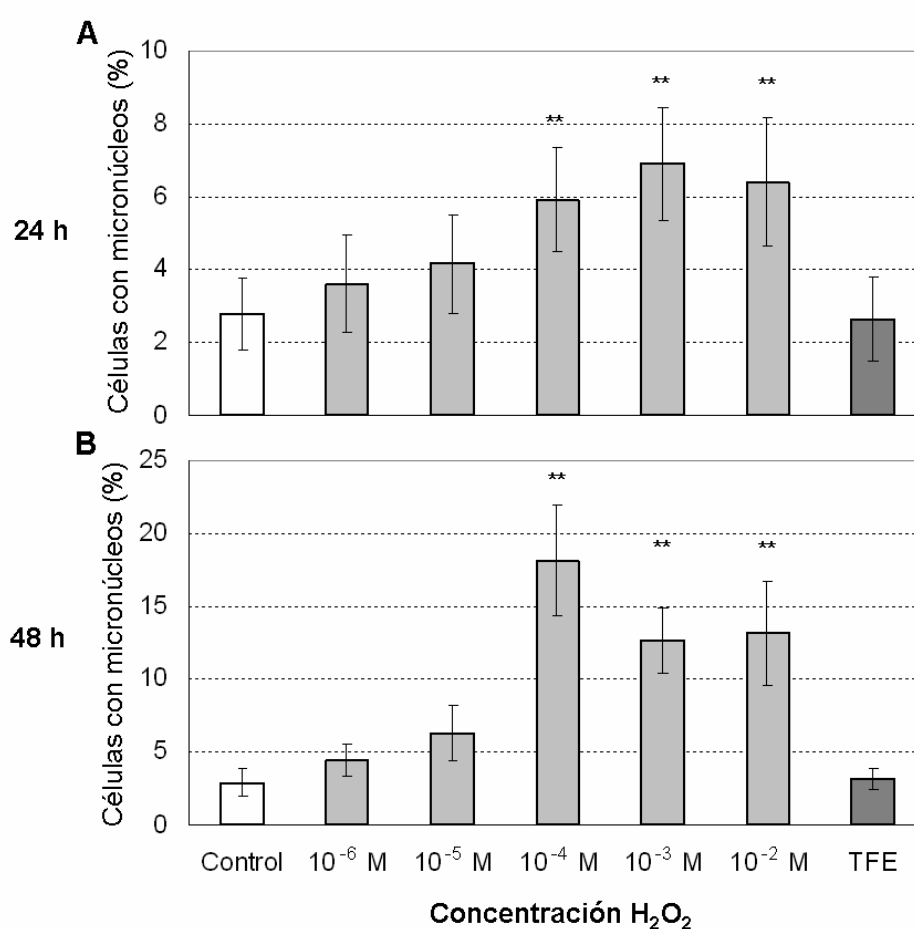 A
Células con micronúcleos (%)
10
8
6
4
2
0
24 h
** ** **
B
Células con micronúcleos (%)
25
20
15
10
5
0
48 h
** ** **
Control 10⁻⁶ M 10⁻⁵ M 10⁻⁴ M 10⁻³ M 10⁻² M TFE
Concentración H₂O₂